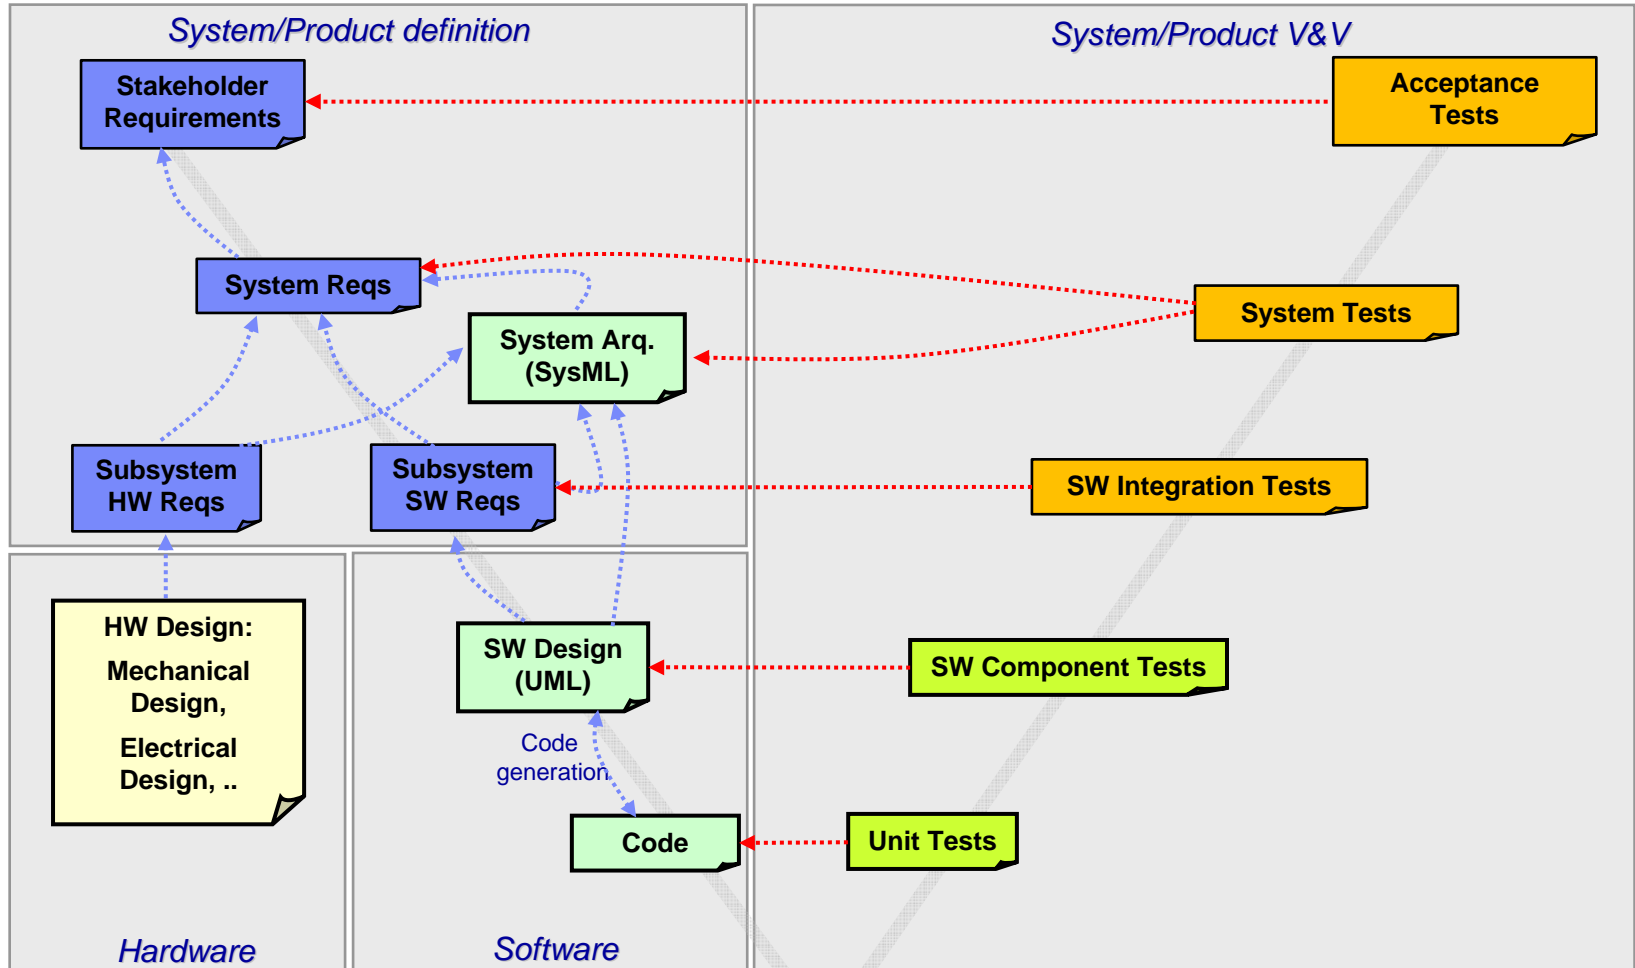 System/Product definition
System/Product V&V
Stakeholder
Requirements
Acceptance
Tests
System Reqs
System Arq.
(SysML)
System Tests
Subsystem
HW Reqs
Subsystem
SW Reqs
SW Integration Tests
HW Design:
Mechanical
Design,
Electrical
Design, ..
SW Design
(UML)
SW Component Tests
Code
generation
Code
Unit Tests
Hardware
Software